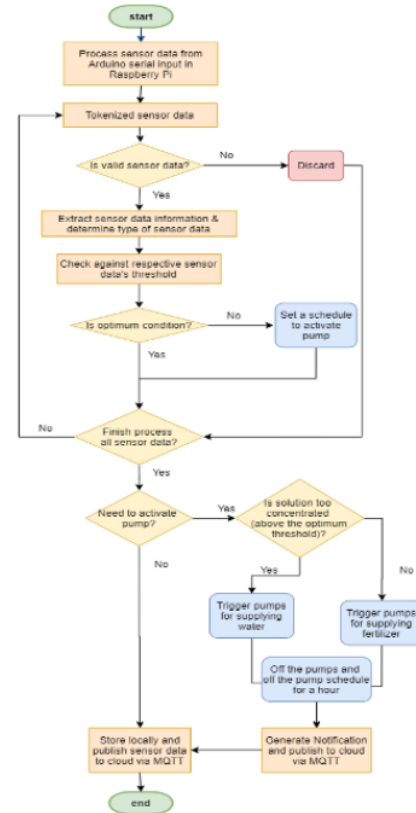 start
Process sensor data from
Arduino serial input in
Raspberry Pi
Tokenized sensor data
Is valid sensor data?
No
Discard
Yes
Extract sensor data information &
determine type of sensor data
Check against respective sensor
data's threshold
Is optimum condition?
No
Set a schedule
to activate
pump
Yes
No
Finish process
all sensor data?
Yes
Need to activate
pump?
Yes
Is solution too
concentrated
(above the optimum
threshold)?
No
Yes
No
Trigger pumps
for supplying
water
Trigger pumps
for supplying
fertilizer
Off the pumps and
off the pump schedule
for a hour
Store locally and
publish sensor data
to cloud via MQTT
Generate Notification
and publish to cloud
via MQTT
end